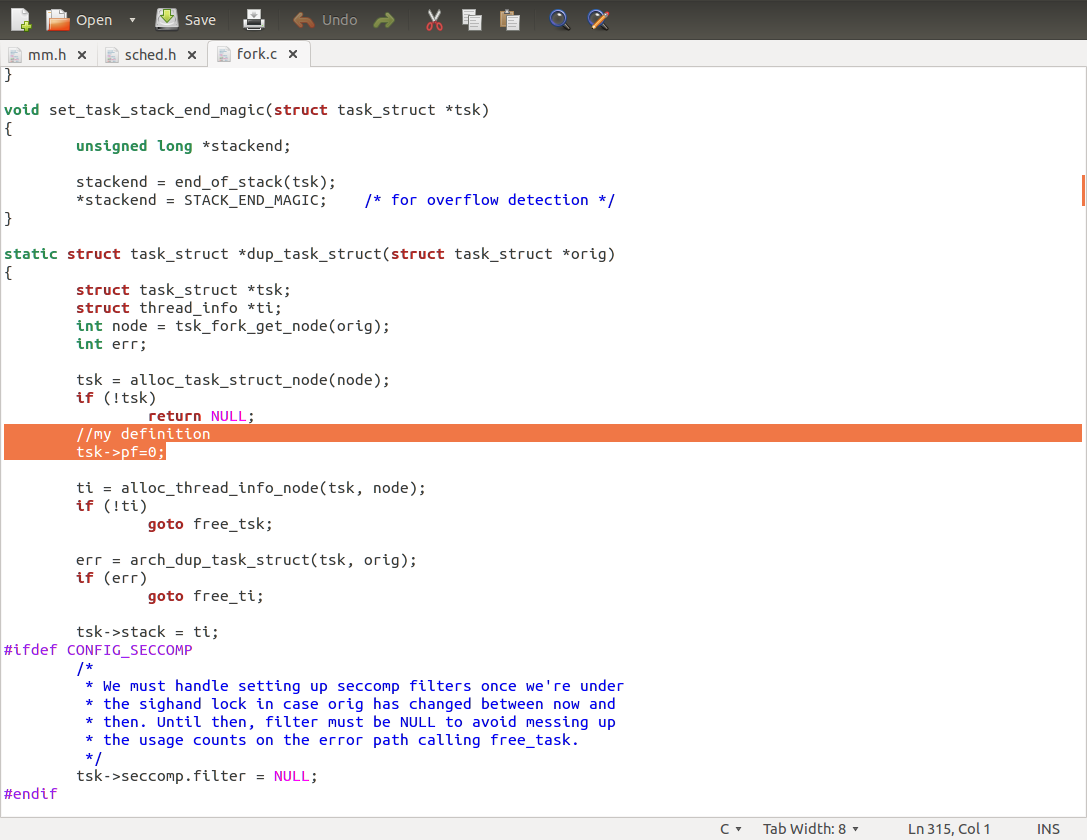 Open Save Undo
mm.h sched.h fork.c
}
void set_task_stack_end_magic(struct task_struct *tsk)
{
unsigned long *stackend;
stackend = end_of_stack(tsk);
*stackend = STACK_END_MAGIC; /* for overflow detection */
}
static struct task_struct *dup_task_struct(struct task_struct *orig)
{
struct task_struct *tsk;
struct thread_info *ti;
int node = tsk_fork_get_node(orig);
int err;
tsk = alloc_task_struct_node(node);
if (!tsk)
return NULL;
//my definition
tsk->pf=0;
ti = alloc_thread_info_node(tsk, node);
if (!ti)
goto free_tsk;
err = arch_dup_task_struct(tsk, orig);
if (err)
goto free_ti;
tsk->stack = ti;
#ifdef CONFIG_SECCOMP
/*
* We must handle setting up seccomp filters once we're under
* the sighand lock in case orig has changed between now and
* then. Until then, filter must be NULL to avoid messing up
* the usage counts on the error path calling free_task.
*/
tsk->seccomp.filter = NULL;
#endif
C Tab Width: 8 Ln 315, Col 1 INS